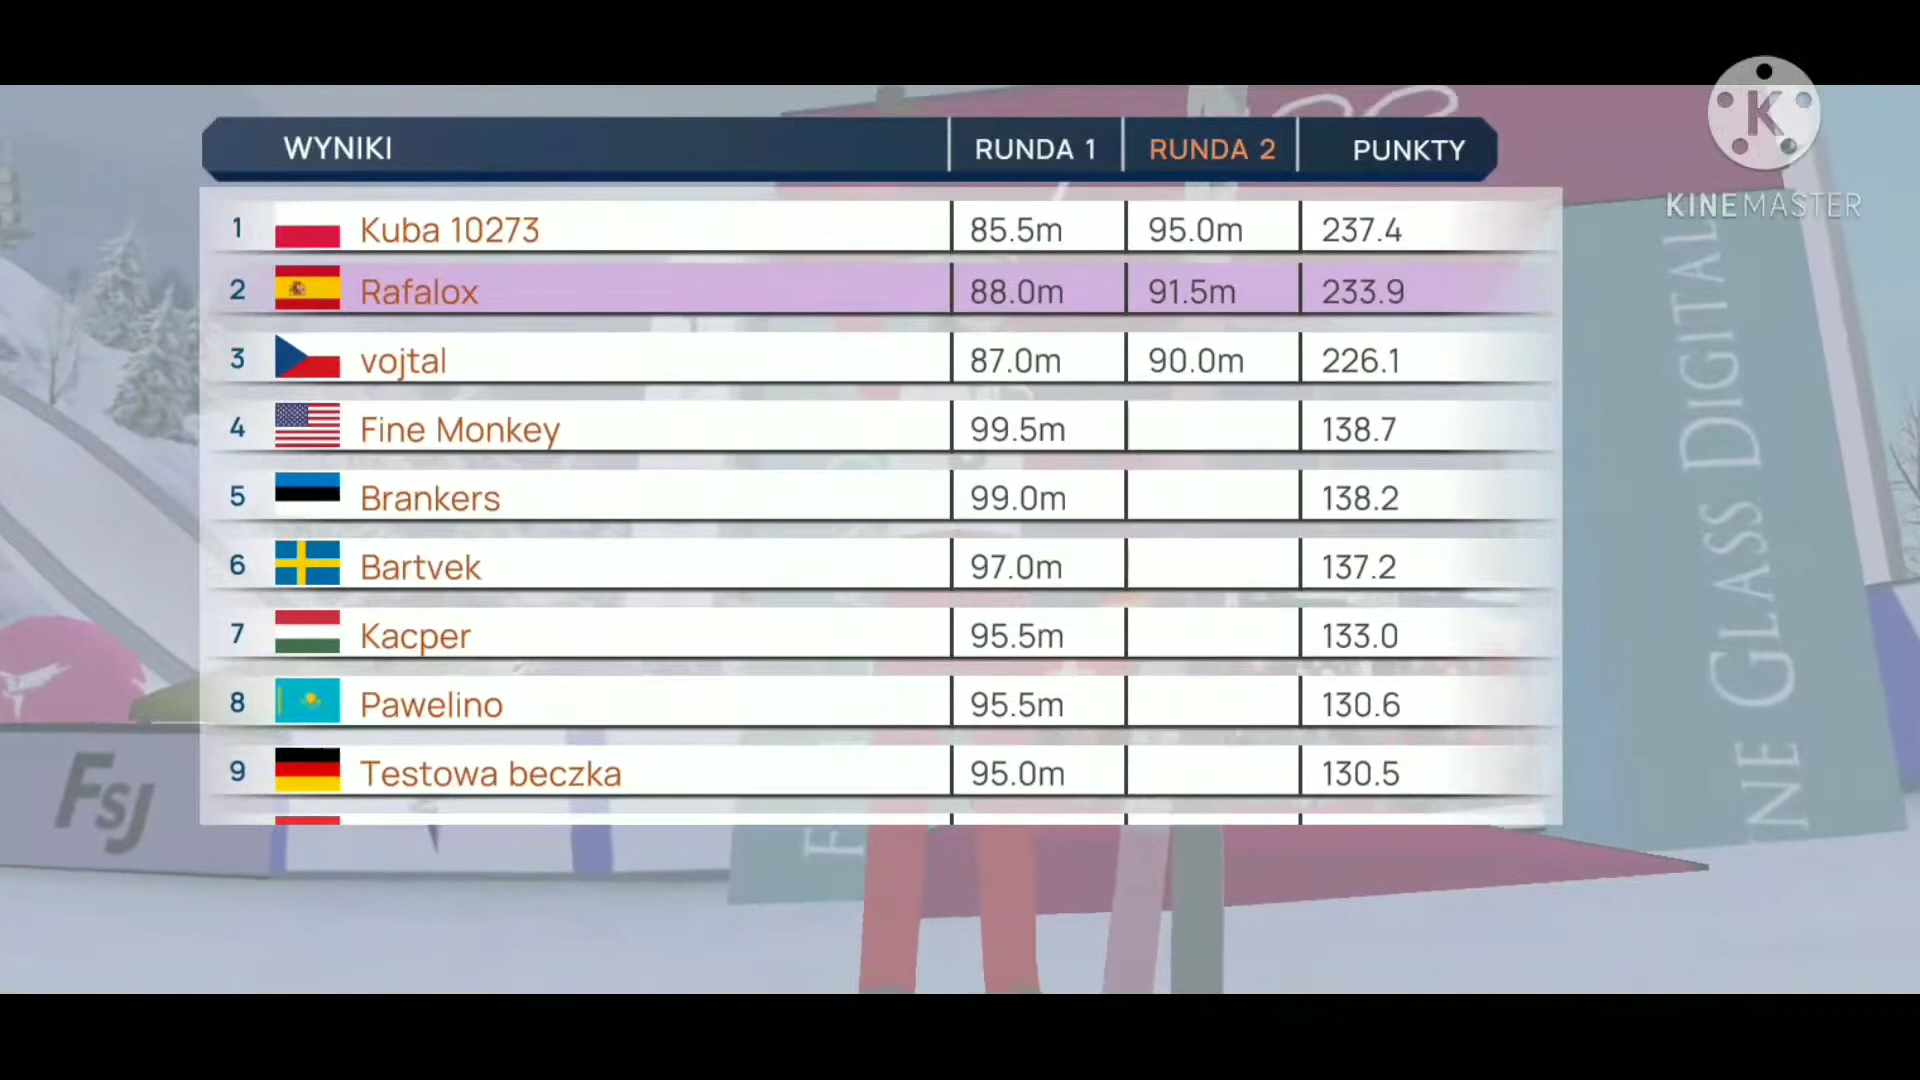 WYNIKI RUNDA 1 RUNDA 2 PUNKTY
1 Kuba 10273 85.5m 95.0m 237.4
2 Rafalox 88.0m 91.5m 233.9
3 vojtal 87.0m 90.0m 226.1
4 Fine Monkey 99.5m 138.7
5 Brankers 99.0m 138.2
6 Bartvek 97.0m 137.2
7 Kacper 95.5m 133.0
8 Pawelino 95.5m 130.6
9 Testowa beczka 95.0m 130.5
K
KINEMASTER
NE GLASS DIGITAL
FSJ